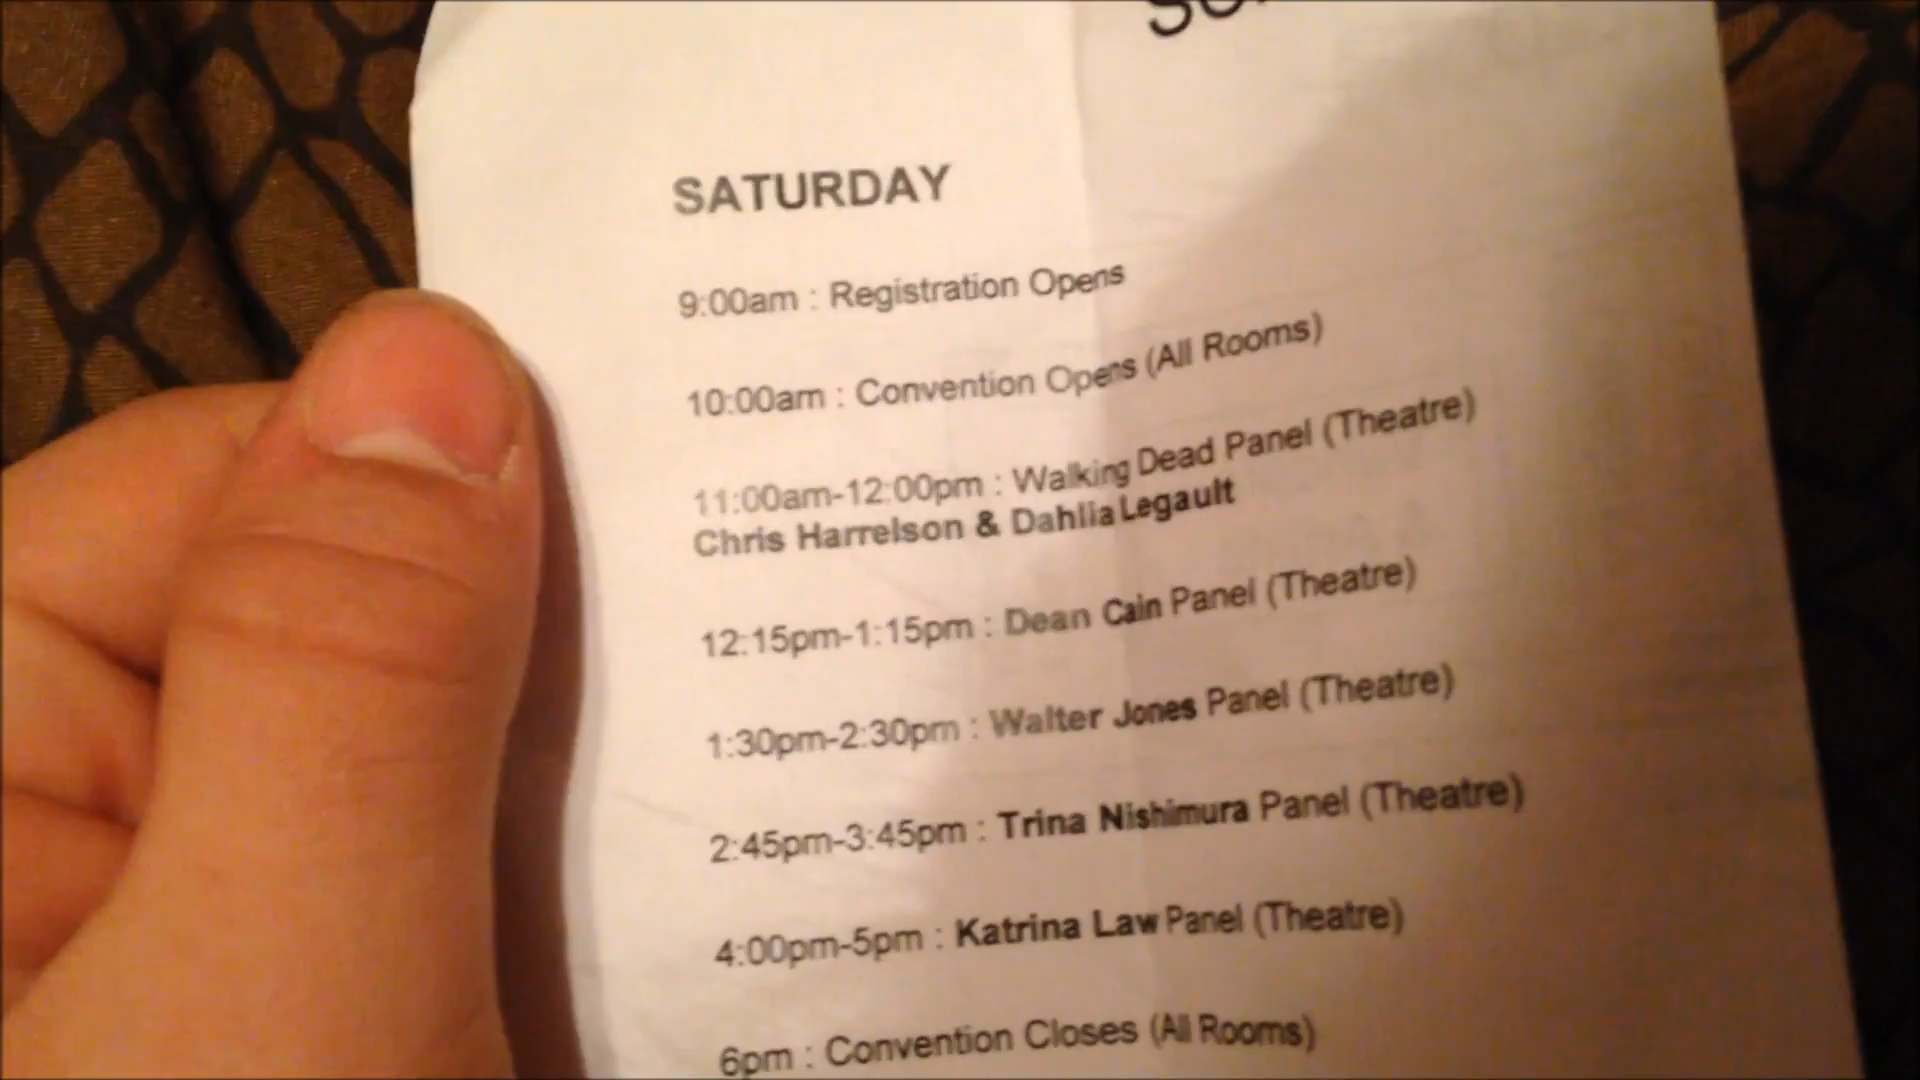 SATURDAY
9:00am : Registration Opens
10:00am : Convention Opens (All Rooms)
11:00am-12:00pm : Walking Dead Panel (Theatre)
Chris Harrelson & Dahlia Legault
12:15pm-1:15pm : Dean Cain Panel (Theatre)
1:30pm-2:30pm : Walter Jones Panel (Theatre)
2:45pm-3:45pm : Trina Nishimura Panel (Theatre)
4:00pm-5pm : Katrina Law Panel (Theatre)
6pm : Convention Closes (All Rooms)